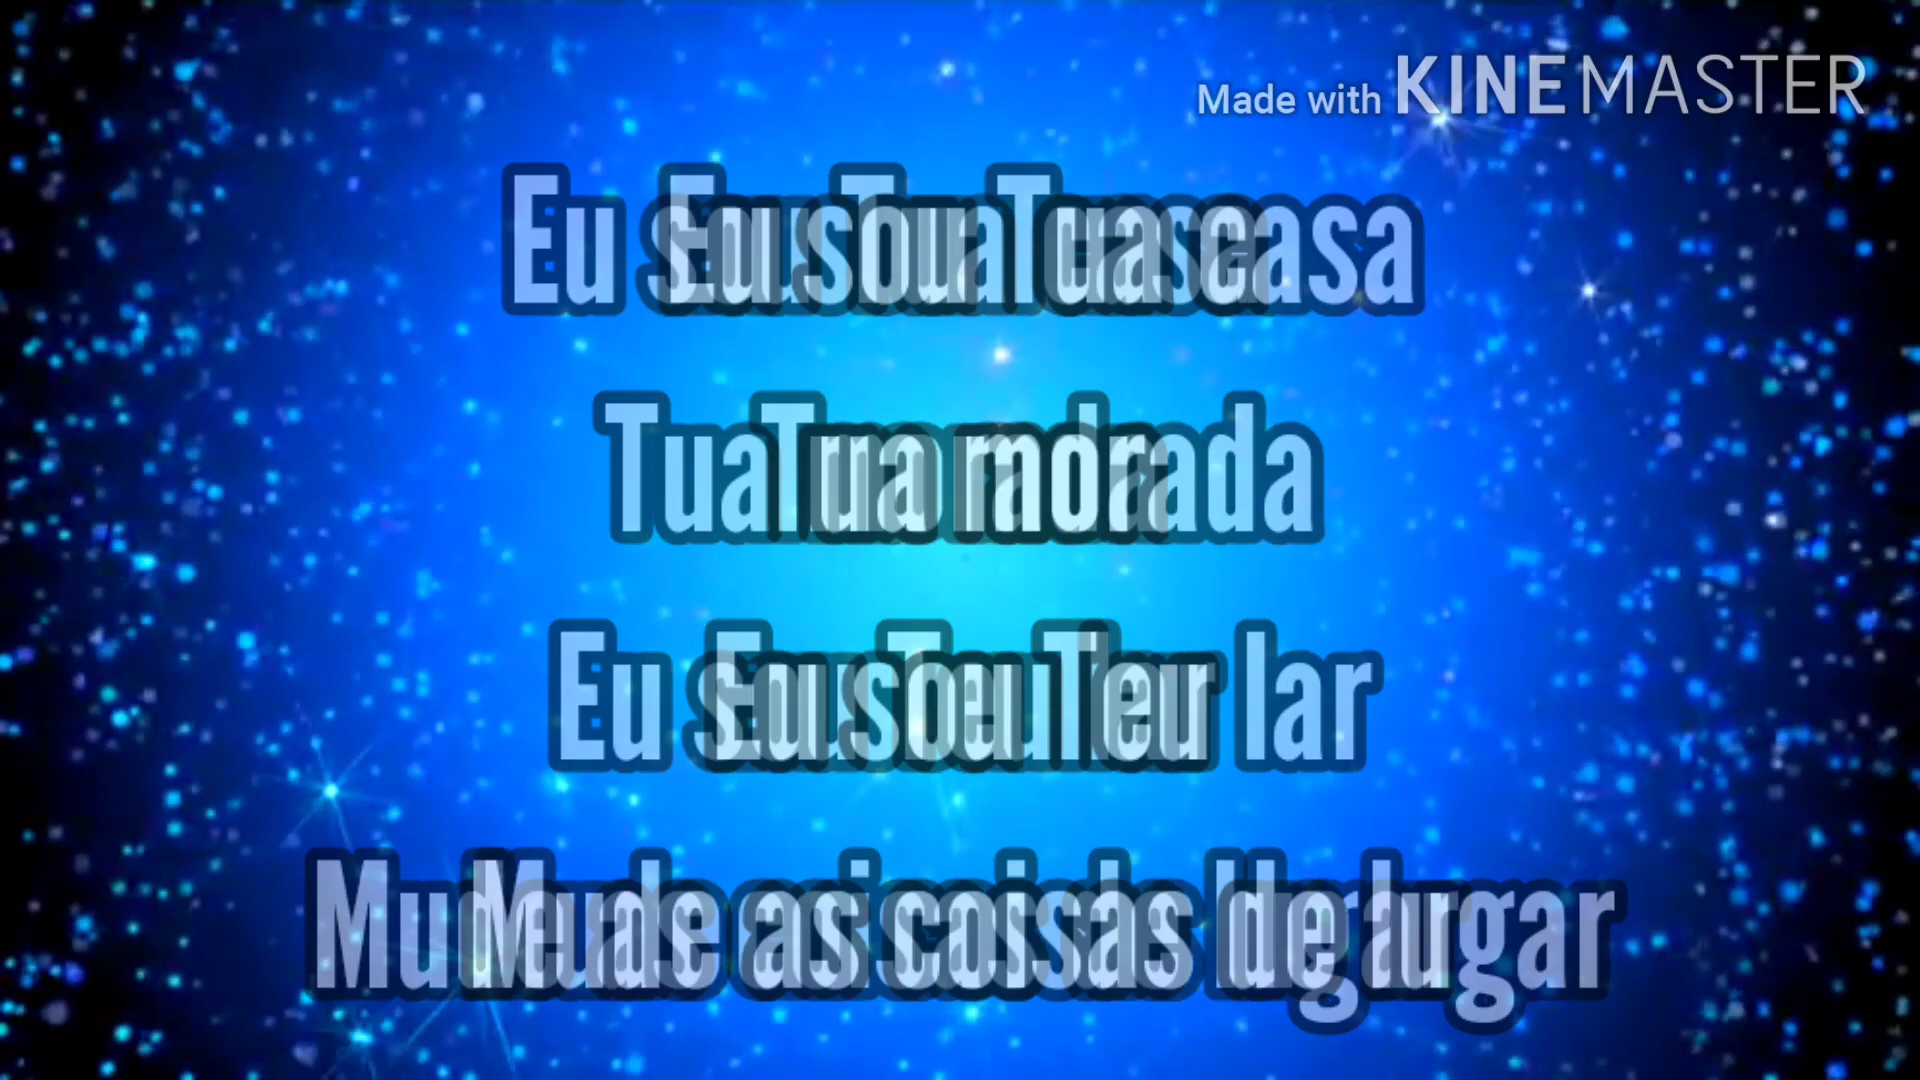 Made with KINEMASTER
Eu sou Tua casa
Tua morada
Eu sou Teu lar
Mude as coisas de lugar